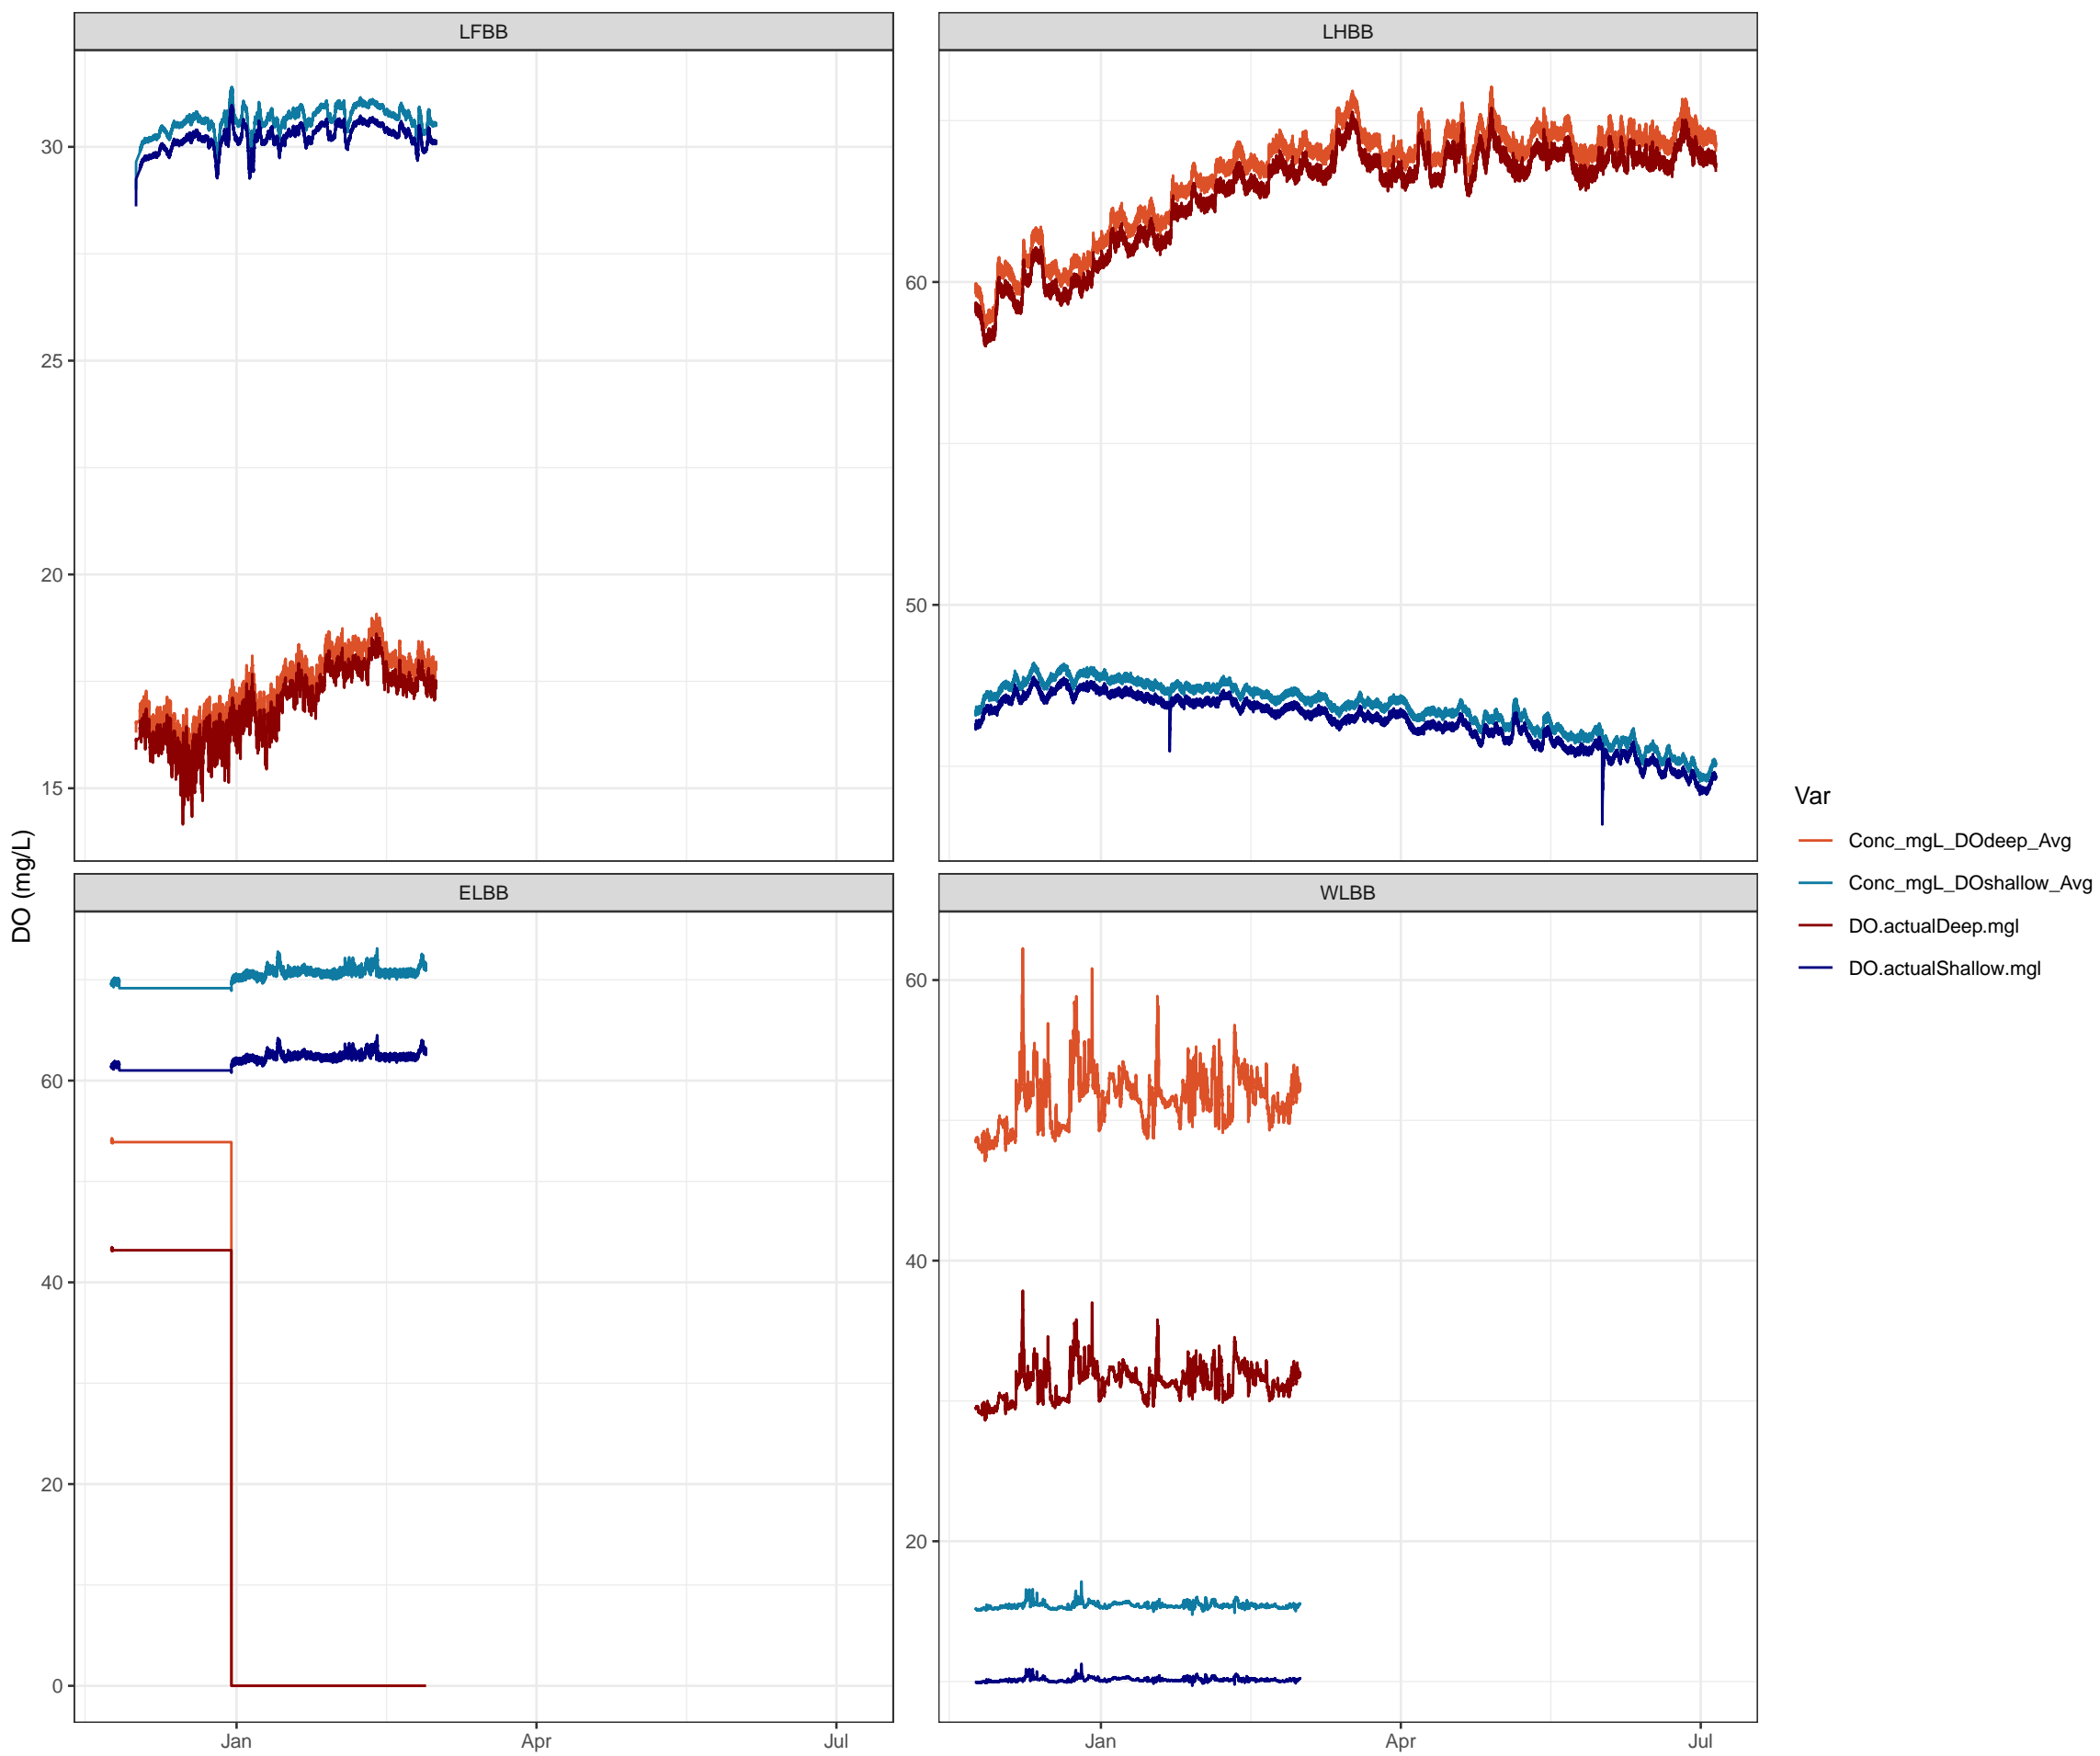 LFBB
LHBB
30
25
20
15
60
50
DO (mg/L)
ELBB
WLBB
60
40
20
0
60
40
20
Jan
Apr
Jul
Jan
Apr
Jul
Var
Conc_mgL_DOdeep_Avg
Conc_mgL_DOshallow_Avg
DO.actualDeep.mgl
DO.actualShallow.mgl